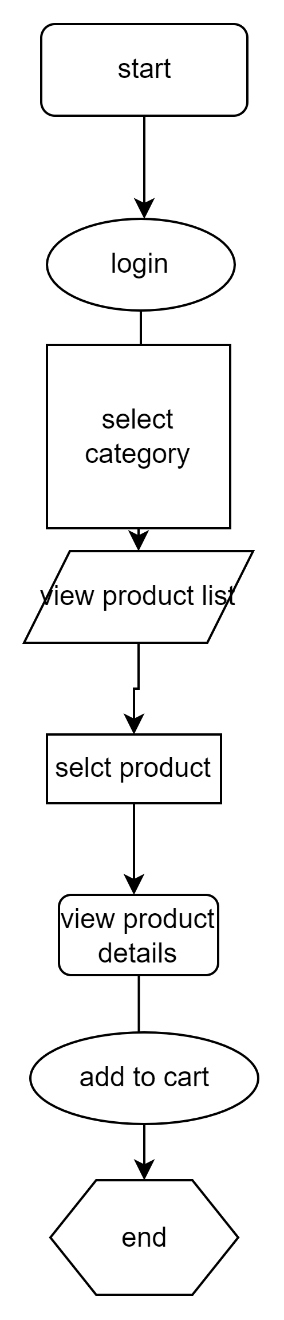 start
login
select
category
view product list
selct product
view product
details
add to cart
end